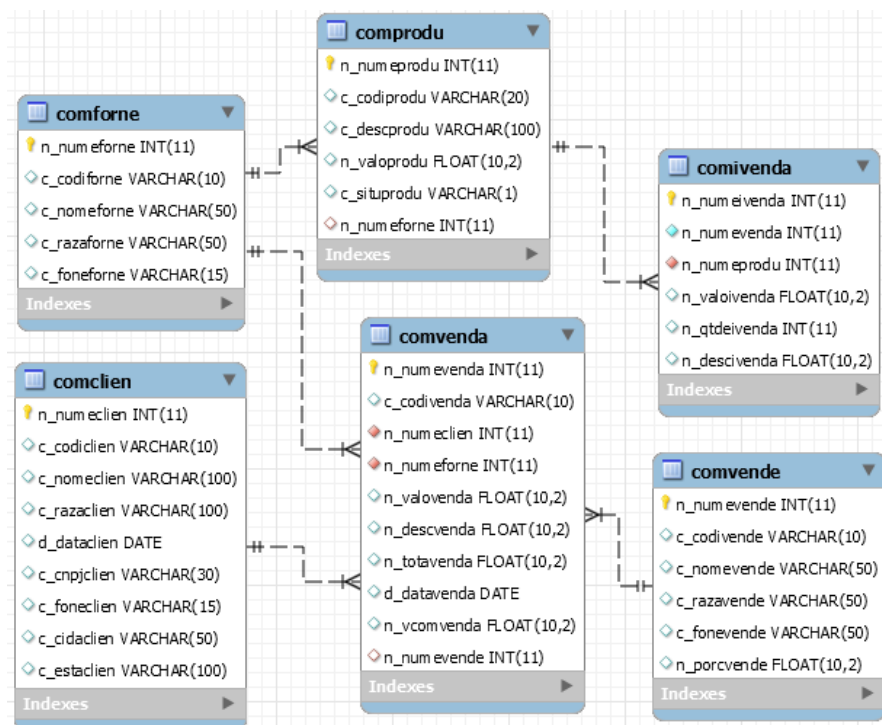 comprodu
n_numeprodu INT(11)
c_codiprodu VARCHAR(20)
c_descprodu VARCHAR(100)
n_valoprodu FLOAT(10,2)
c_situprodu VARCHAR(1)
n_numeforne INT(11)
Indexes
comforne
n_numeforne INT(11)
c_codiforne VARCHAR(10)
c_nomeforne VARCHAR(50)
c_razaforne VARCHAR(50)
c_foneforne VARCHAR(15)
Indexes
comivenda
n_numeivenda INT(11)
n_numevenda INT(11)
n_numeprodu INT(11)
n_valoivenda FLOAT(10,2)
n_qtdeivenda INT(11)
n_descivenda FLOAT(10,2)
Indexes
comvenda
n_numevenda INT(11)
c_codivenda VARCHAR(10)
n_numeclien INT(11)
n_numeforne INT(11)
n_valovenda FLOAT(10,2)
n_descvenda FLOAT(10,2)
n_totavenda FLOAT(10,2)
d_datavenda DATE
n_vcomvenda FLOAT(10,2)
n_numevende INT(11)
Indexes
comclien
n_numeclien INT(11)
c_codiclien VARCHAR(10)
c_nomeclien VARCHAR(100)
c_razaclien VARCHAR(100)
d_dataclien DATE
c_cnpjclien VARCHAR(30)
c_foneclien VARCHAR(15)
c_cidaclien VARCHAR(50)
c_estaclien VARCHAR(100)
Indexes
comvende
n_numevende INT(11)
c_codivende VARCHAR(10)
c_nomevende VARCHAR(50)
c_razavende VARCHAR(50)
c_fonevende VARCHAR(50)
n_porcvende FLOAT(10,2)
Indexes